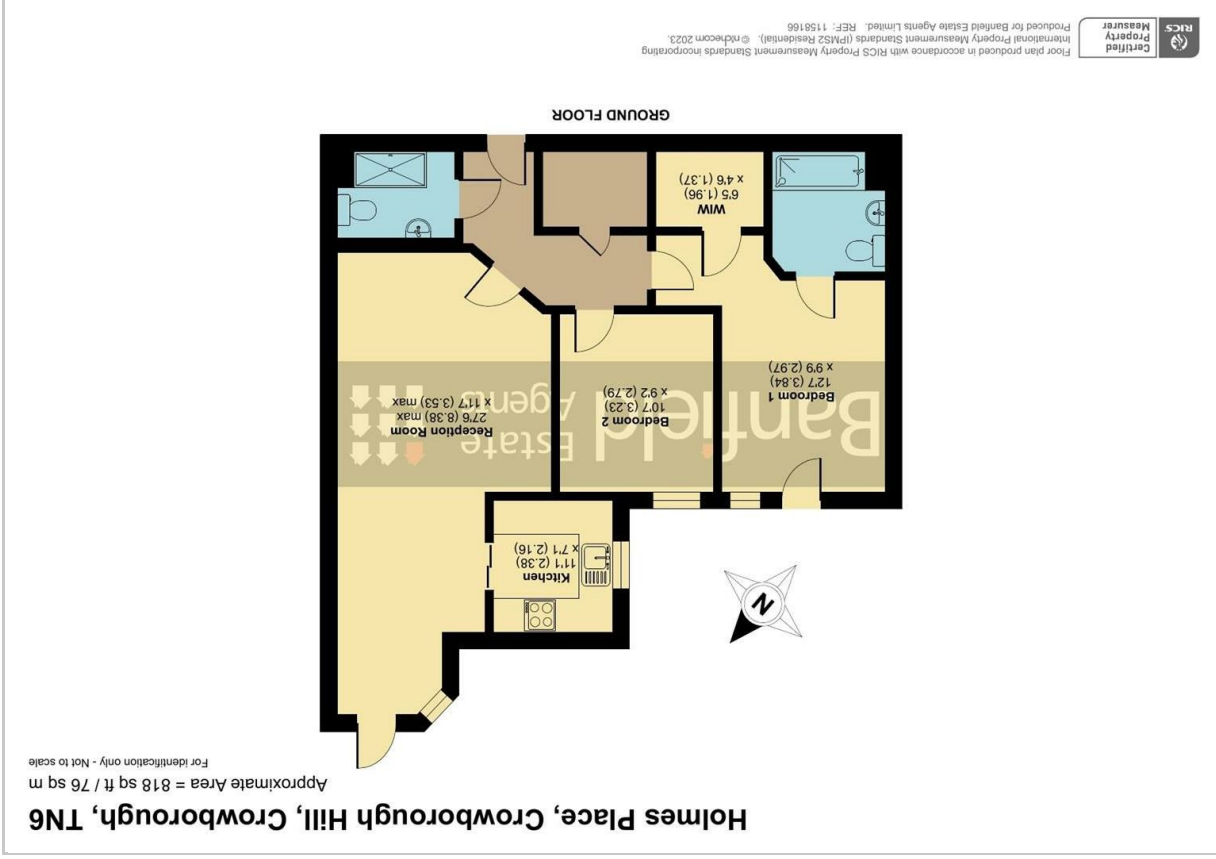 Holmes Place, Crowborough Hill, Crowborough, TN6
Approximate Area = 818 sq ft / 76 sq m
For identification only - Not to scale
N
Kitchen
11'1 (2.38)
x 7'1 (2.16)
Banfield
Estate
Agents
Bedroom 1
12'7 (3.84)
x 9'9 (2.97)
Bedroom 2
10'7 (3.23)
x 9'2 (2.79)
Reception Room
27'6 (8.38) max
x 11'7 (3.53) max
WIW
6'5 (1.96)
x 4'6 (1.37)
GROUND FLOOR
RICS
Certified
Property
Measurer
Floor plan produced in accordance with RICS Property Measurement Standards incorporating
International Property Measurement Standards (IPMS2 Residential). ©ntchecom 2023.
Produced for Banfield Estate Agents Limited. REF: 1158166